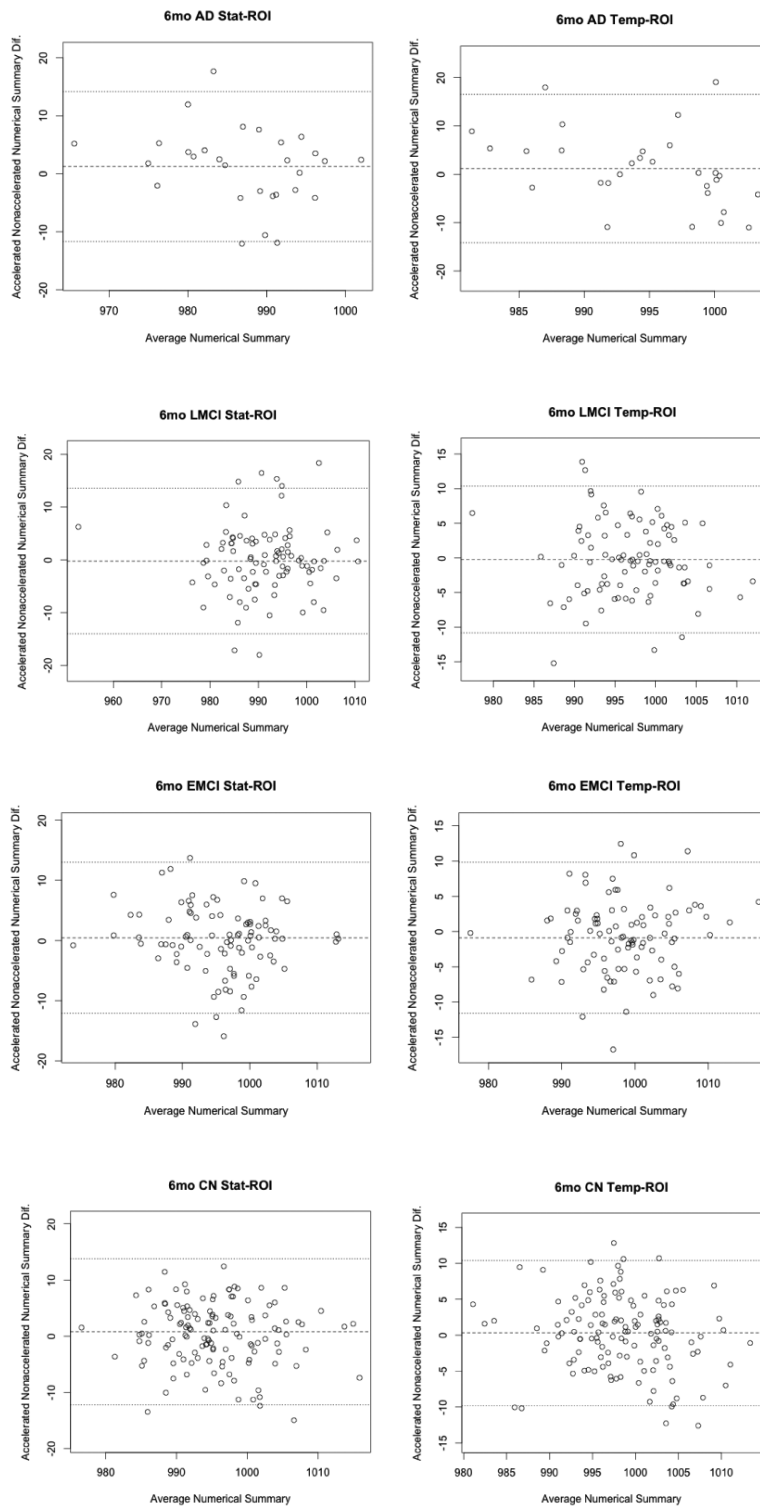 6mo AD Stat-ROI
Accelerated Nonaccelerated Numerical Summary Dif.
20
10
0
-10
-20
970 980 990 1000
Average Numerical Summary
6mo AD Temp-ROI
Accelerated Nonaccelerated Numerical Summary Dif.
20
10
0
-10
-20
985 990 995 1000
Average Numerical Summary
6mo LMCI Stat-ROI
Accelerated Nonaccelerated Numerical Summary Dif.
20
10
0
-10
-20
960 970 980 990 1000 1010
Average Numerical Summary
6mo LMCI Temp-ROI
Accelerated Nonaccelerated Numerical Summary Dif.
15
10
5
0
-5
-10
-15
980 985 990 995 1000 1005 1010
Average Numerical Summary
6mo EMCI Stat-ROI
Accelerated Nonaccelerated Numerical Summary Dif.
20
10
0
-10
-20
980 990 1000 1010
Average Numerical Summary
6mo EMCI Temp-ROI
Accelerated Nonaccelerated Numerical Summary Dif.
15
10
5
0
-5
-10
-15
980 990 1000 1010
Average Numerical Summary
6mo CN Stat-ROI
Accelerated Nonaccelerated Numerical Summary Dif.
20
10
0
-10
-20
980 990 1000 1010
Average Numerical Summary
6mo CN Temp-ROI
Accelerated Nonaccelerated Numerical Summary Dif.
15
10
5
0
-5
-10
-15
980 985 990 995 1000 1005 1010
Average Numerical Summary